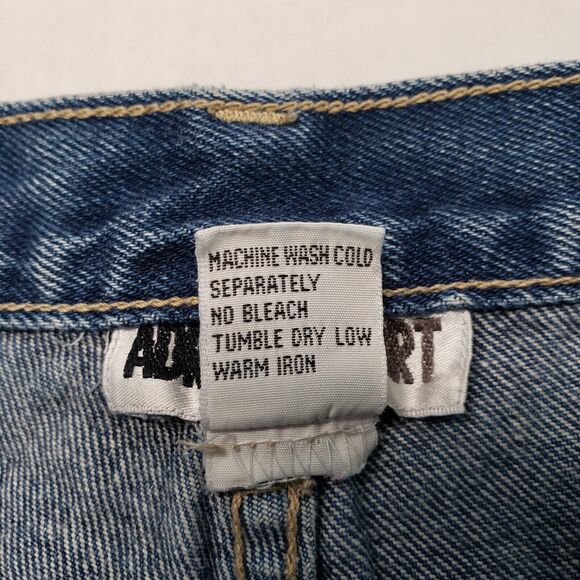 MACHINE WASH COLD
SEPARATELY
NO BLEACH
TUMBLE DRY LOW
WARM IRON